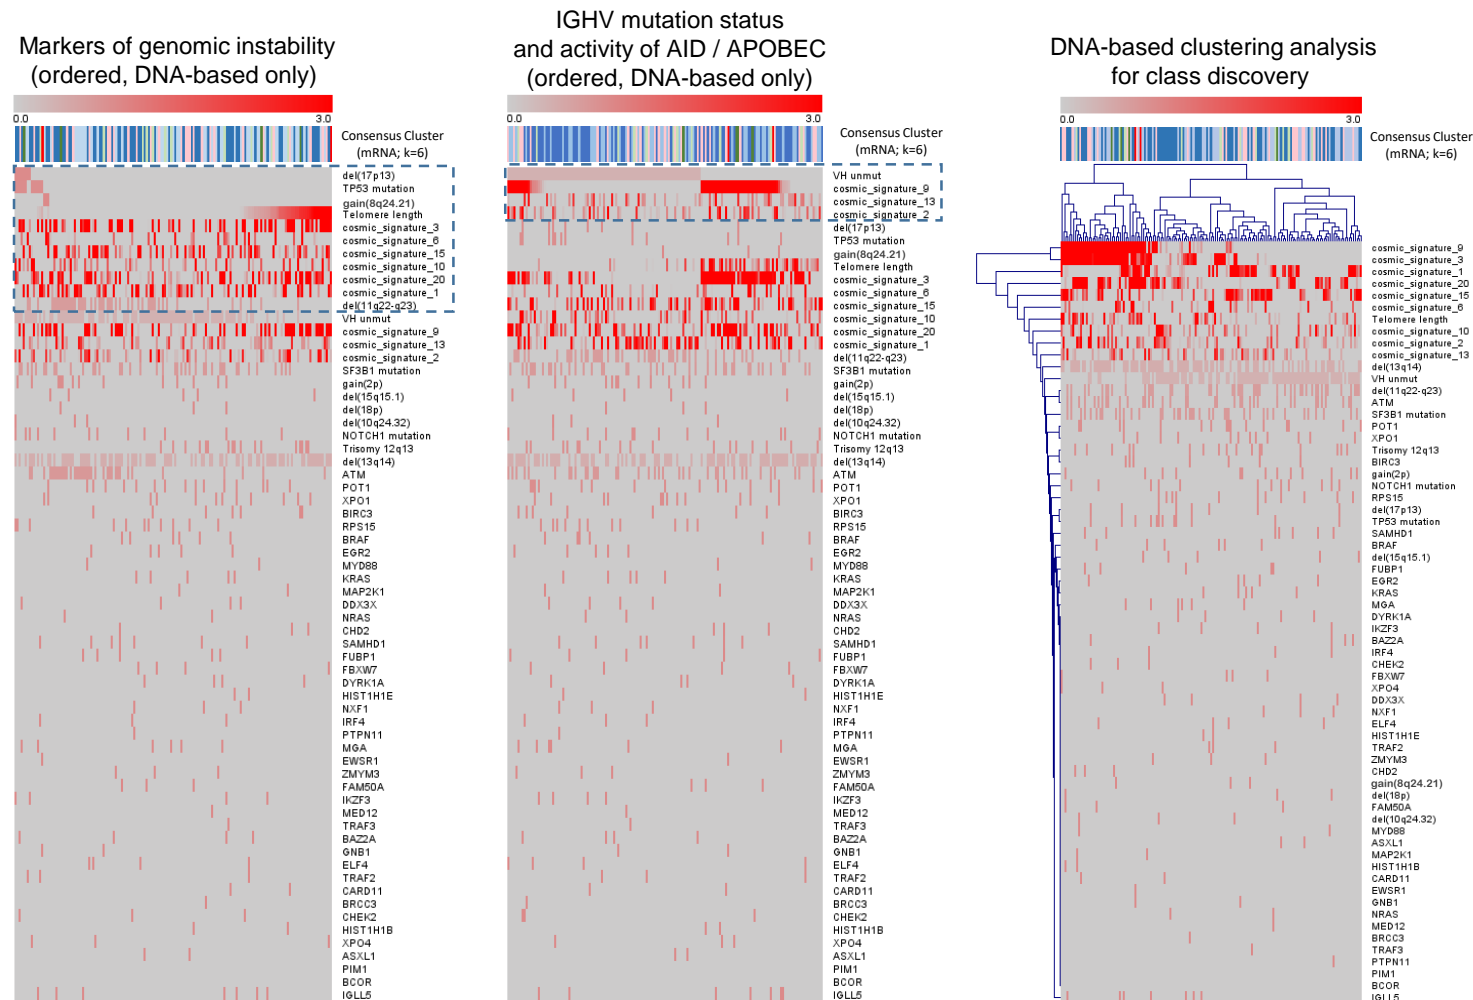 Markers of genomic instability
(ordered, DNA-based only)
0.0
3.0
Consensus Cluster
(mRNA; k=6)
del(17p13)
TP53 mutation
gain(8q24.21)
Telomere length
cosmic_signature_3
cosmic_signature_6
cosmic_signature_15
cosmic_signature_10
cosmic_signature_20
cosmic_signature_1
del(11q22-q23)
VH unmut
cosmic_signature_9
cosmic_signature_13
cosmic_signature_2
SF3B1 mutation
gain(2p)
del(15q15.1)
del(18p)
del(10q24.32)
NOTCH1 mutation
Trisomy 12q13
del(13q14)
ATM
POT1
XPO1
BIRC3
RPS15
BRAF
EGR2
MYD88
KRAS
MAP2K1
DDX3X
NRAS
CHD2
SAMHD1
FUBP1
FBXW7
DYRK1A
HIST1H1E
NXF1
IRF4
PTPN11
MGA
EWSR1
ZMYM3
FAM50A
IKZF3
MED12
TRAF3
BAZ2A
GNB1
ELF4
TRAF2
CARD11
BRCC3
CHEK2
HIST1H1B
XPO4
ASXL1
PIM1
BCOR
IGLL5
IGHV mutation status
and activity of AID / APOBEC
(ordered, DNA-based only)
0.0
3.0
Consensus Cluster
(mRNA; k=6)
VH unmut
cosmic_signature_9
cosmic_signature_13
cosmic_signature_2
del(17p13)
TP53 mutation
gain(8q24.21)
Telomere length
cosmic_signature_3
cosmic_signature_6
cosmic_signature_15
cosmic_signature_10
cosmic_signature_20
cosmic_signature_1
del(11q22-q23)
SF3B1 mutation
gain(2p)
del(15q15.1)
del(18p)
del(10q24.32)
NOTCH1 mutation
Trisomy 12q13
del(13q14)
ATM
POT1
XPO1
BIRC3
RPS15
BRAF
EGR2
MYD88
KRAS
MAP2K1
DDX3X
NRAS
CHD2
SAMHD1
FUBP1
FBXW7
DYRK1A
HIST1H1E
NXF1
IRF4
PTPN11
MGA
EWSR1
ZMYM3
FAM50A
IKZF3
MED12
TRAF3
BAZ2A
GNB1
ELF4
TRAF2
CARD11
BRCC3
CHEK2
HIST1H1B
XPO4
ASXL1
PIM1
BCOR
IGLL5
DNA-based clustering analysis
for class discovery
0.0
3.0
Consensus Cluster
(mRNA; k=6)
cosmic_signature_9
cosmic_signature_3
cosmic_signature_1
cosmic_signature_20
cosmic_signature_15
cosmic_signature_6
Telomere length
cosmic_signature_10
cosmic_signature_2
cosmic_signature_13
del(13q14)
VH unmut
del(11q22-q23)
ATM
SF3B1 mutation
POT1
XPO1
Trisomy 12q13
BIRC3
gain(2p)
NOTCH1 mutation
RPS15
del(17p13)
TP53 mutation
SAMHD1
BRAF
del(15q15.1)
FUBP1
EGR2
KRAS
MGA
DYRK1A
IKZF3
BAZ2A
IRF4
CHEK2
FBXW7
XPO4
DDX3X
NXF1
ELF4
HIST1H1E
TRAF2
ZMYM3
CHD2
gain(8q24.21)
del(18p)
FAM50A
del(10q24.32)
MYD88
ASXL1
MAP2K1
HIST1H1B
CARD11
EWSR1
GNB1
NRAS
MED12
BRCC3
TRAF3
PTPN11
PIM1
BCOR
IGLL5